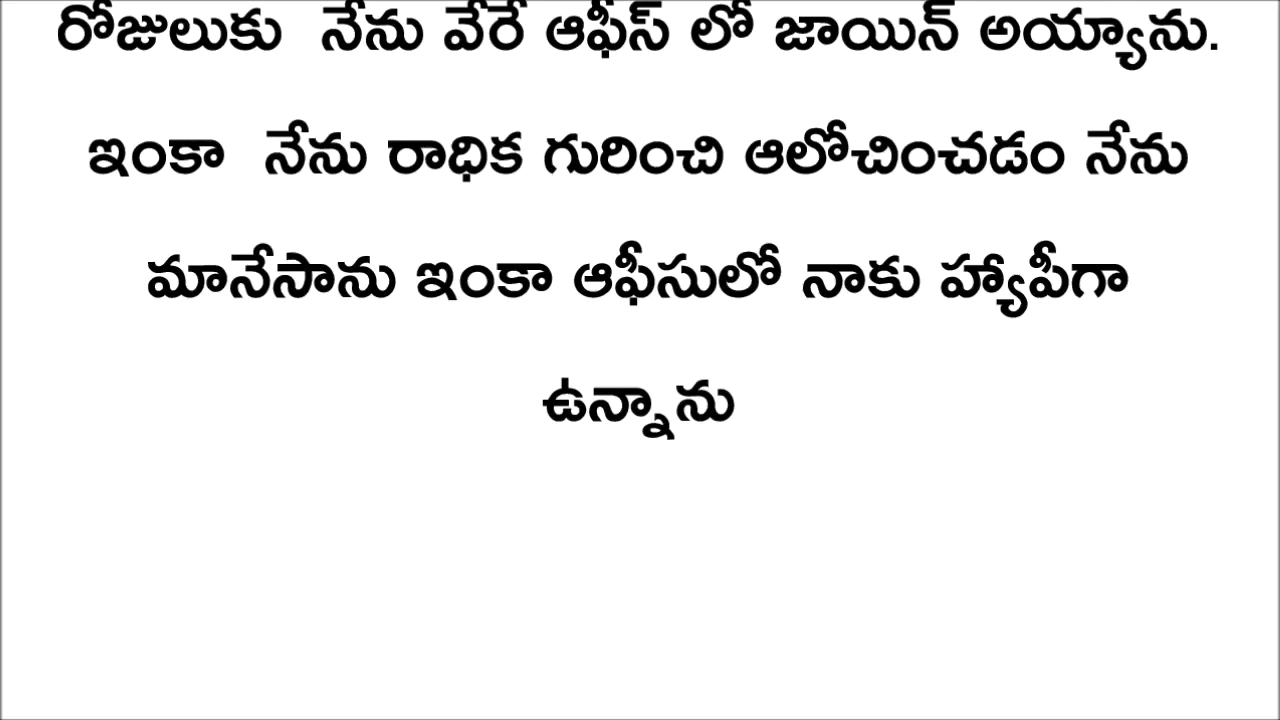 రోజులుకు  నేను వేరే ఆఫీస్ లో జాయిన్ అయ్యాను.
ఇంకా  నేను రాధిక గురించి ఆలోచించడం నేను
మానేసాను ఇంకా ఆఫీసులో నాకు హ్యాపీగా
ఉన్నాను